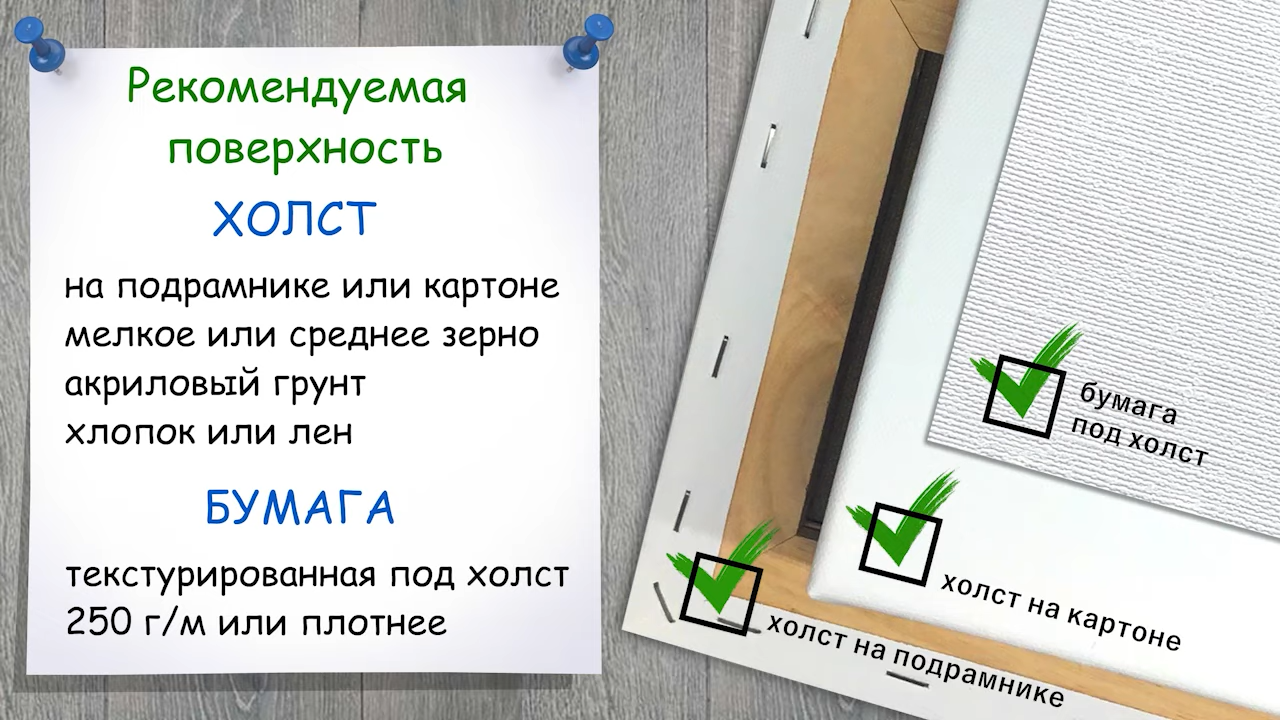 Рекомендуемая
поверхность
ХОЛСТ
на подрамнике или картоне
мелкое или среднее зерно
акриловый грунт
хлопок или лен
БУМАГА
текстурированная под холст
250 г/м или плотнее
бумага
под холст
холст на картоне
холст на подрамнике